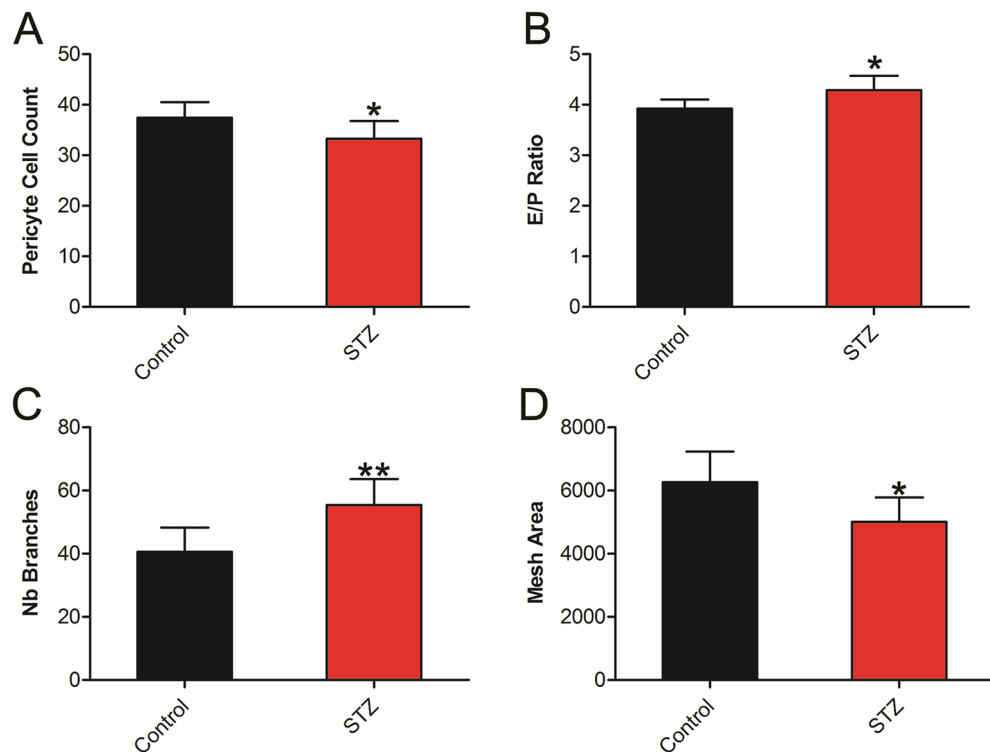 A
Pericyte Cell Count
50
40
30
20
10
0
*
Control
STZ
B
E/P Ratio
5
4
3
2
1
0
*
Control
STZ
C
Nb Branches
80
60
40
20
0
**
Control
STZ
D
Mesh Area
8000
6000
4000
2000
0
*
Control
STZ